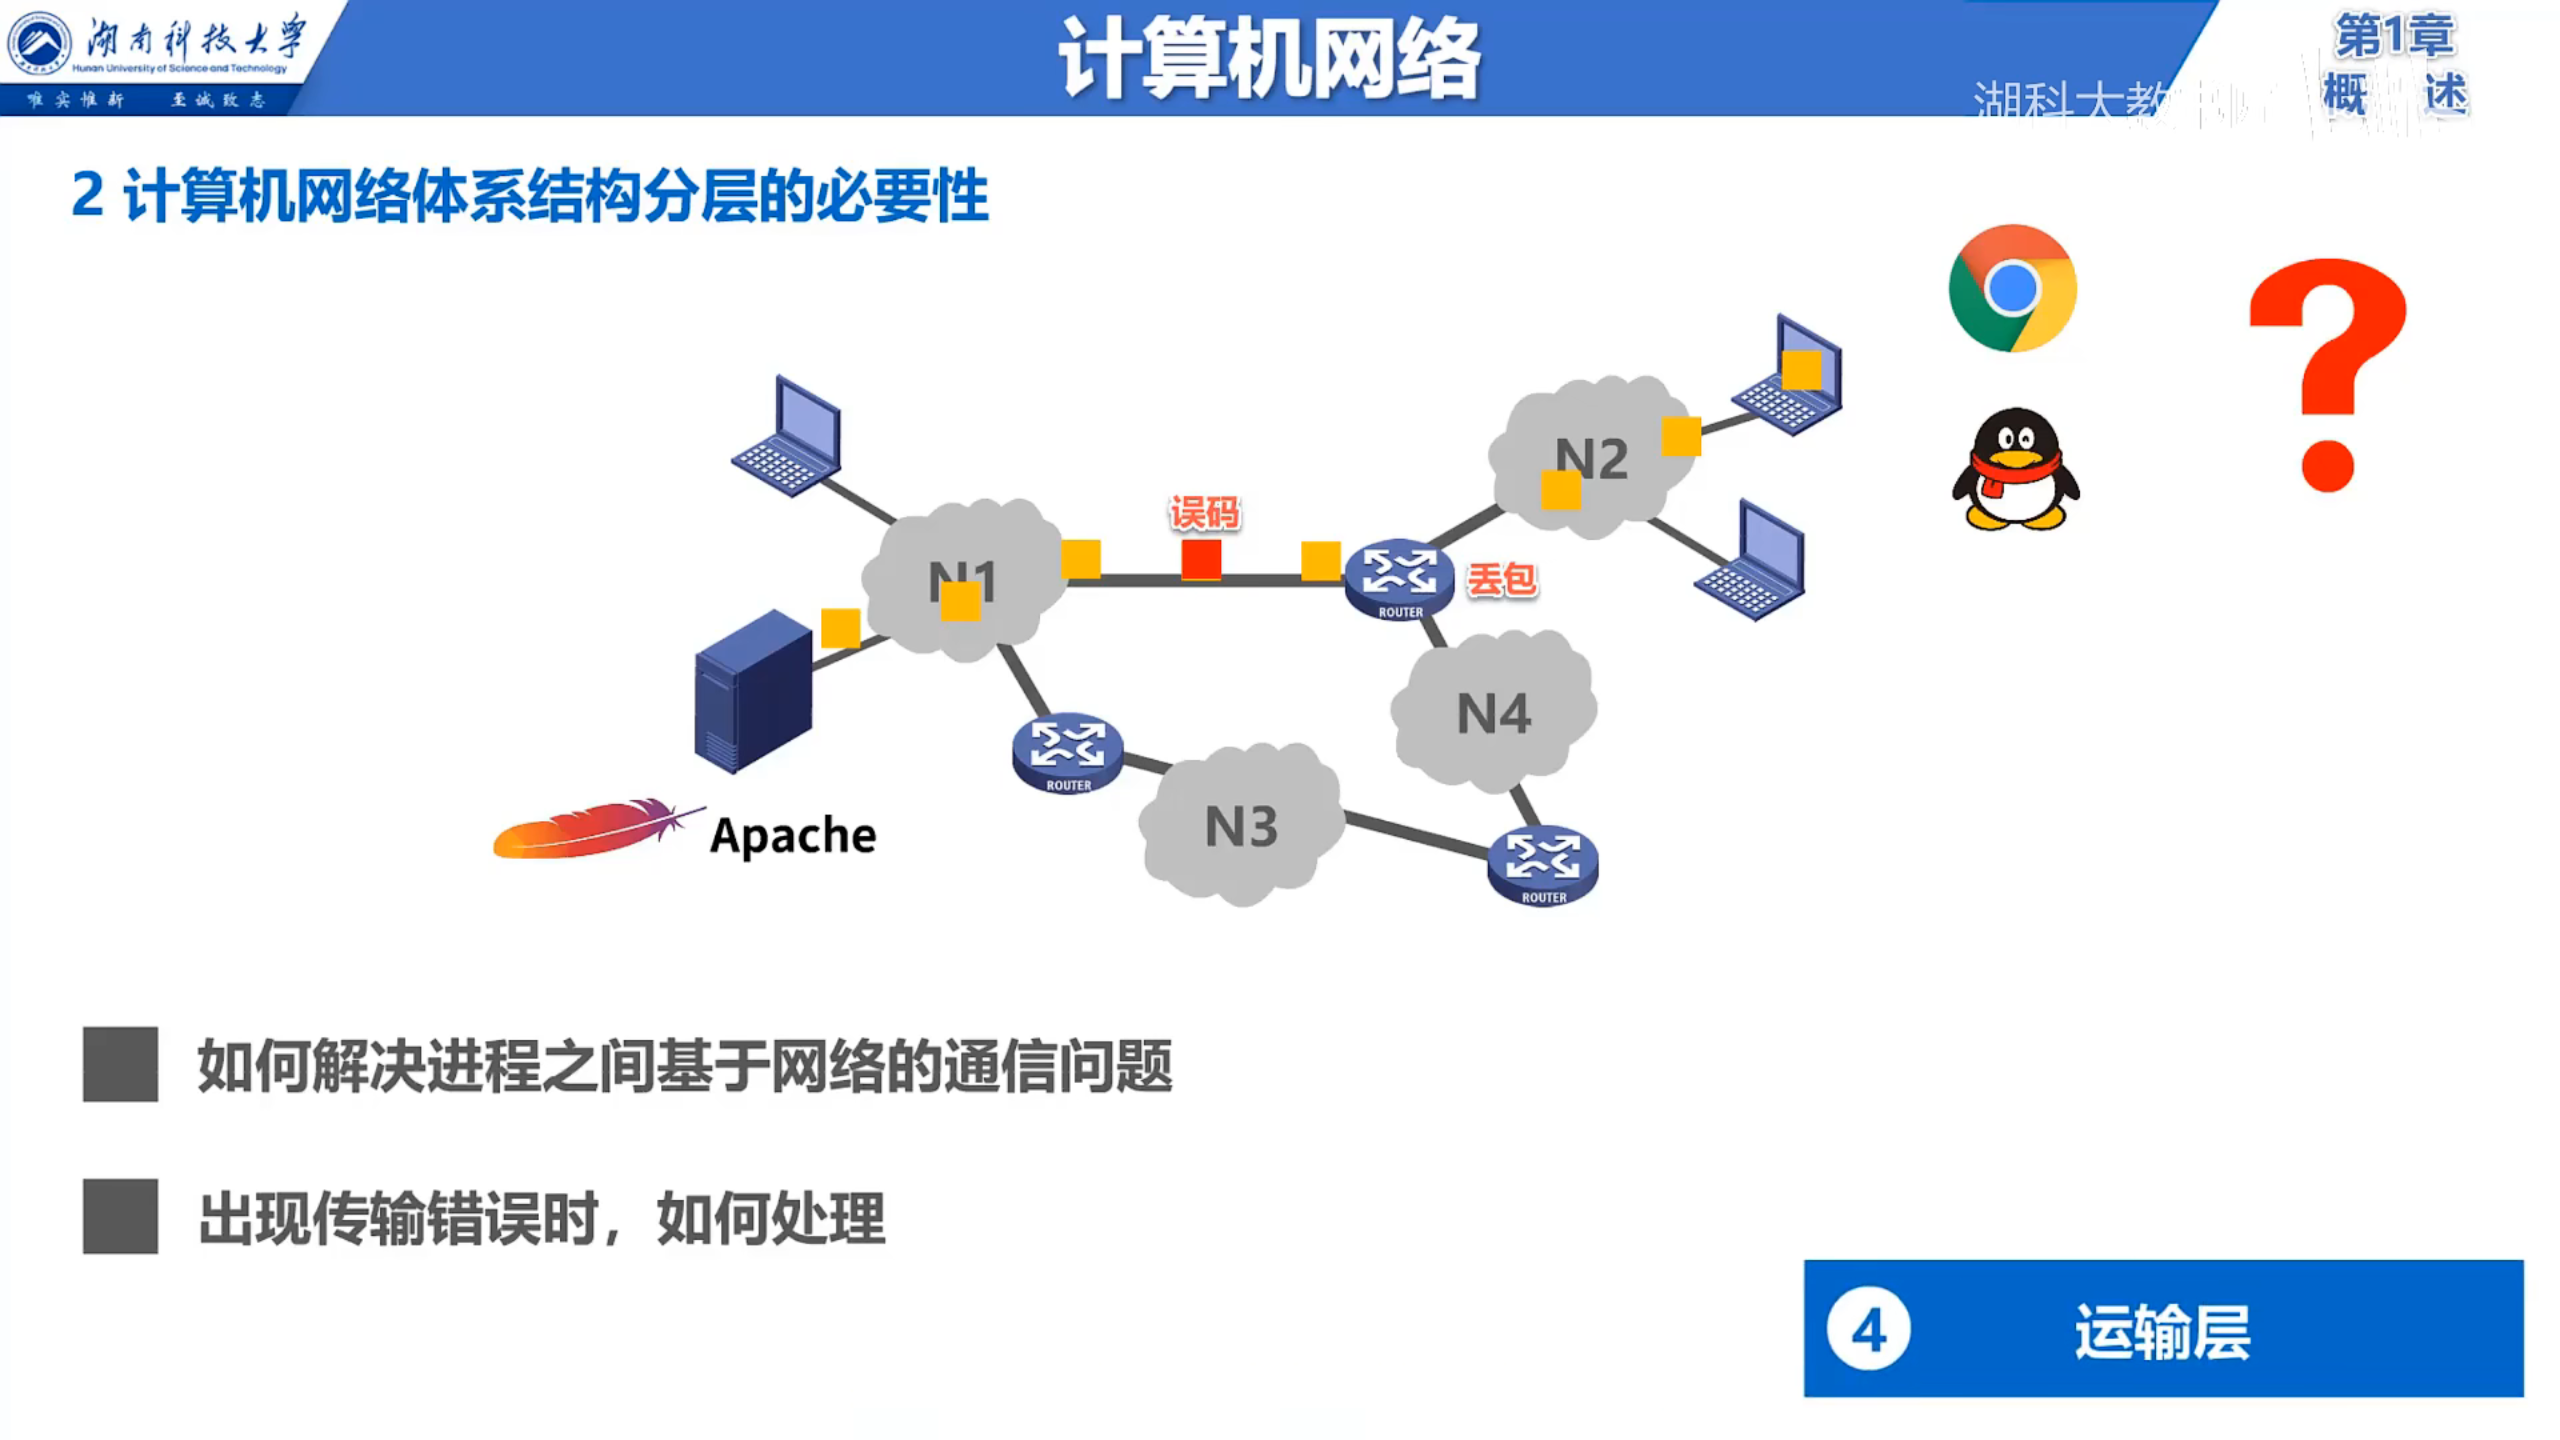 湖南科技大学
Hunan University of Science and Technology
唯实惟新 至诚致志
计算机网络
第1章
概 述
湖科大教
2 计算机网络体系结构分层的必要性
误码
丢包
N1
N2
N3
N4
ROUTER
ROUTER
ROUTER
Apache
如何解决进程之间基于网络的通信问题
出现传输错误时，如何处理
4 运输层